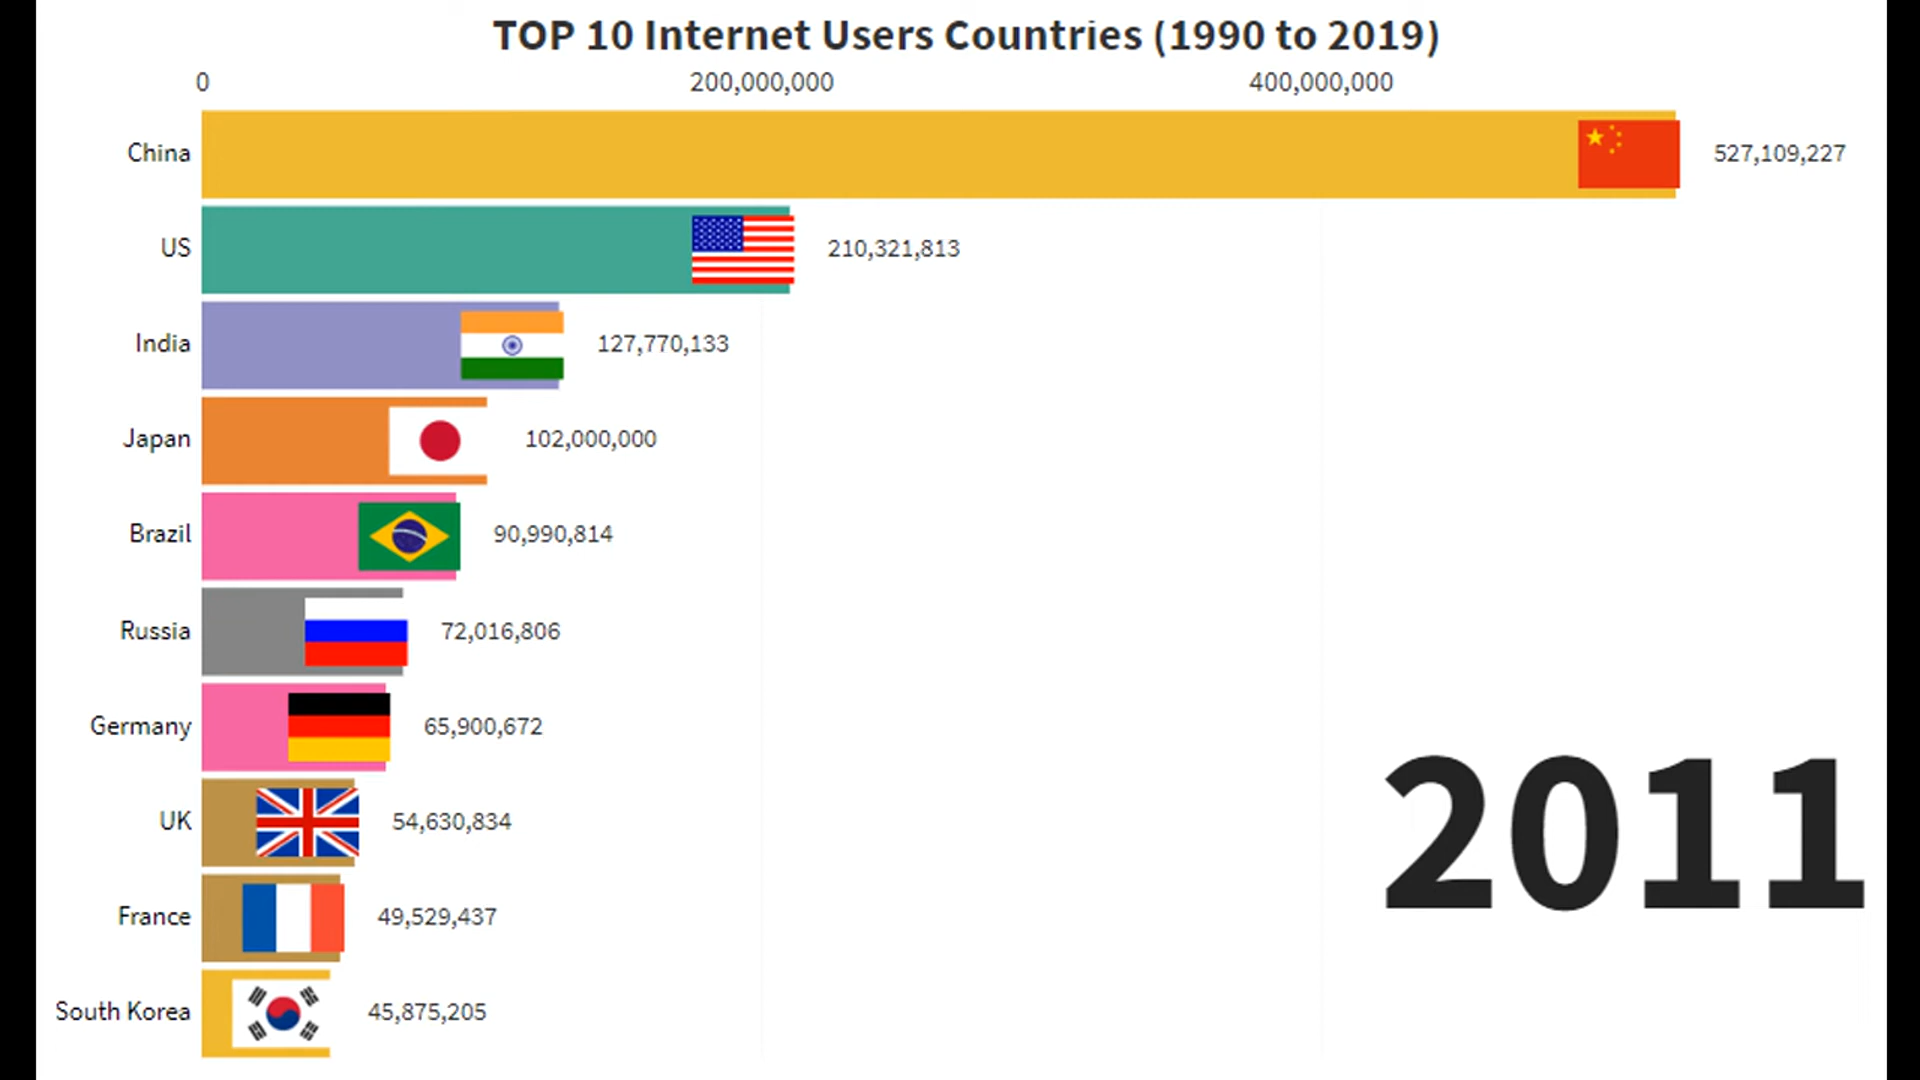 TOP 10 Internet Users Countries (1990 to 2019)
0 200,000,000 400,000,000
China 527,109,227
US 210,321,813
India 127,770,133
Japan 102,000,000
Brazil 90,990,814
Russia 72,016,806
Germany 65,900,672
UK 54,630,834
France 49,529,437
South Korea 45,875,205
2011